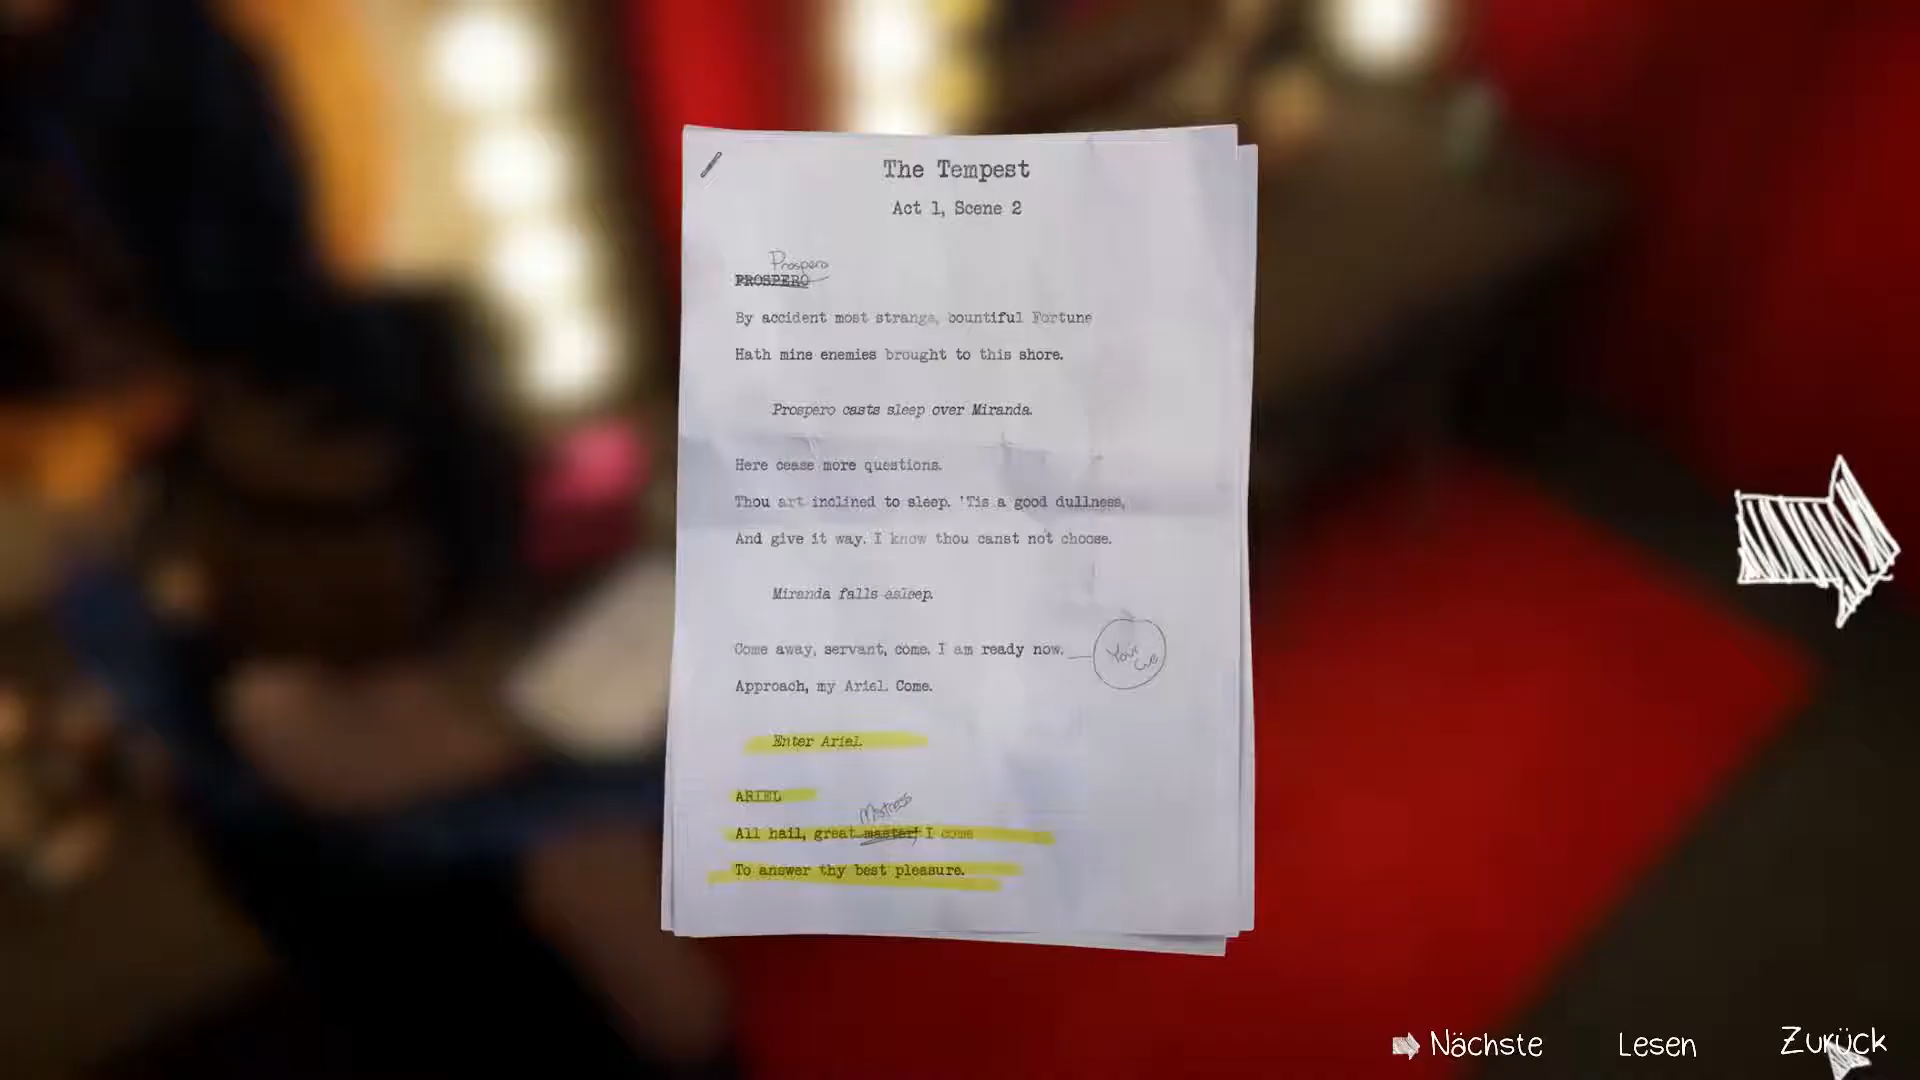 The Tempest
Act 1, Scene 2
Prospero
PROSPERO
By accident most strange, bountiful Fortune
Hath mine enemies brought to this shore.
Prospero casts sleep over Miranda.
Here cease more questions.
Thou art inclined to sleep. 'Tis a good dullness,
And give it way. I know thou canst not choose.
Miranda falls asleep.
Come away, servant, come. I am ready now.
Your
cue
Approach, my Ariel. Come.
Enter Ariel.
ARIEL
Mistress
All hail, great master! I come
To answer thy best pleasure.
Nächste
Lesen
Zurück